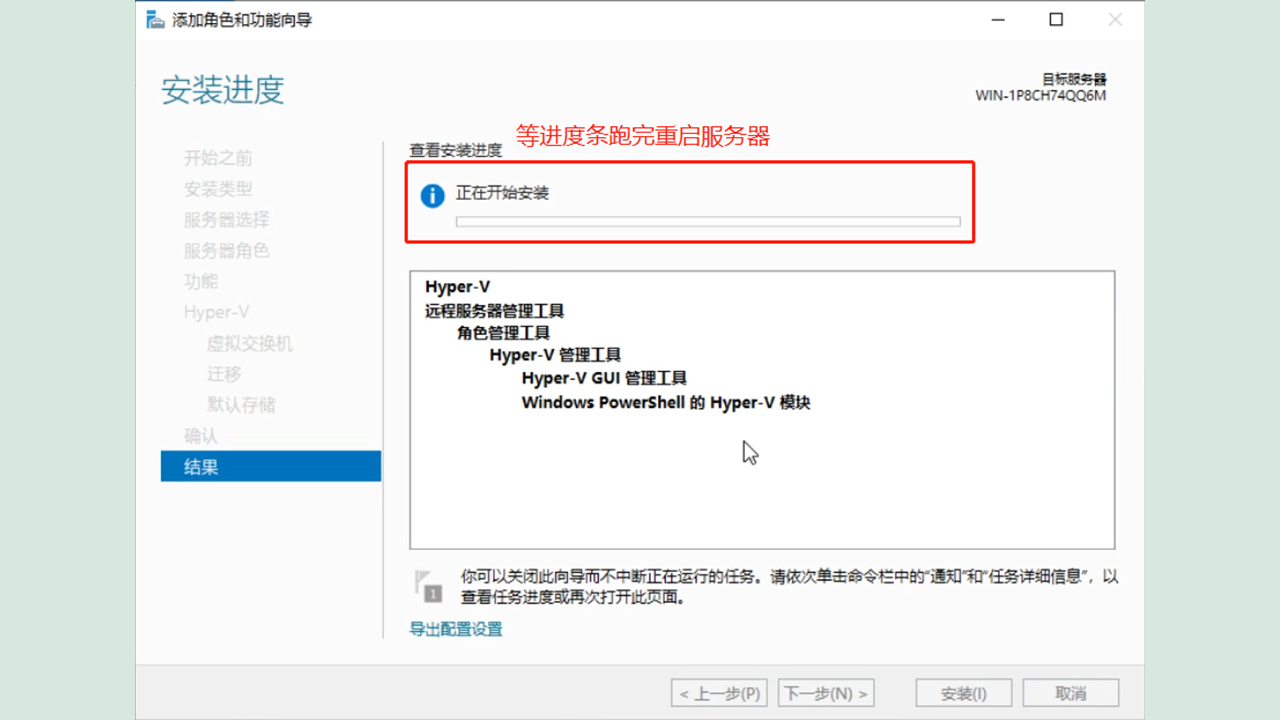 添加角色和功能向导
安装进度
目标服务器
WIN-1P8CH74QQ6M
开始之前
安装类型
服务器选择
服务器角色
功能
Hyper-V
虚拟交换机
迁移
默认存储
确认
结果
等进度条跑完重启服务器
查看安装进度
正在开始安装
Hyper-V
远程服务器管理工具
角色管理工具
Hyper-V 管理工具
Hyper-V GUI 管理工具
Windows PowerShell 的 Hyper-V 模块
1
你可以关闭此向导而不中断正在运行的任务。请依次单击命令栏中的“通知”和“任务详细信息”，以
查看任务进度或再次打开此页面。
导出配置设置
< 上一步(P)
下一步(N) >
安装(I)
取消